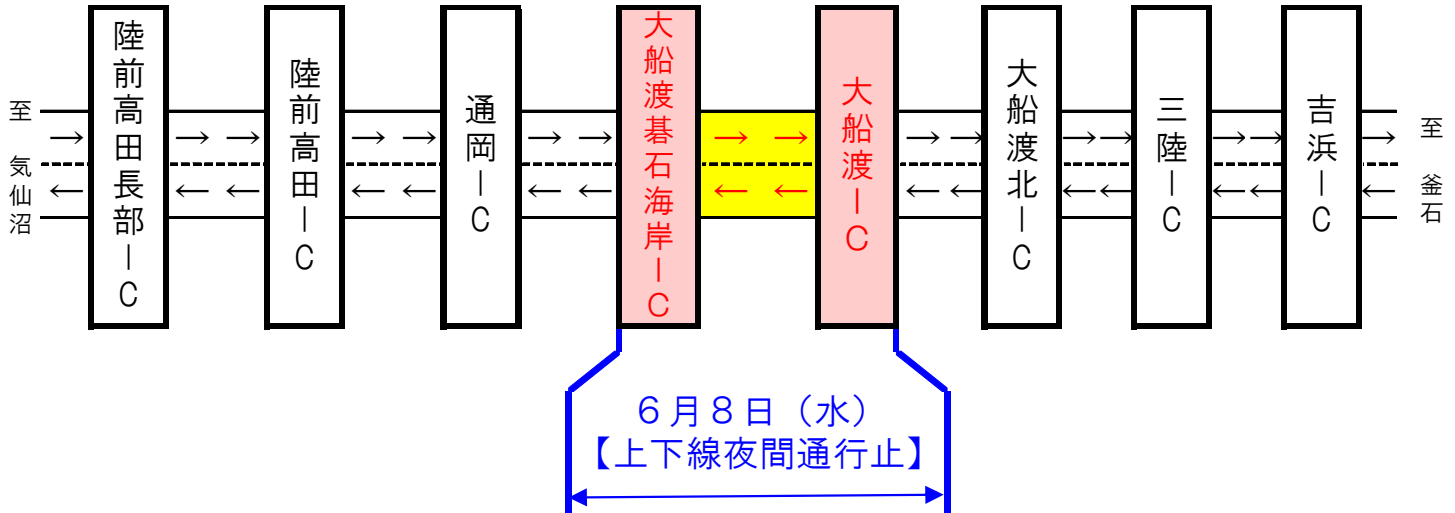 至 気仙沼
陸前高田長部IC
陸前高田IC
通岡IC
大船渡碁石海岸IC
大船渡IC
大船渡北IC
三陸IC
吉浜IC
至 釜石
→ → → → → → → → → → → → → → → →
← ← ← ← ← ← ← ← ← ← ← ← ← ← ← ←
6月8日（水）
【上下線夜間通行止】